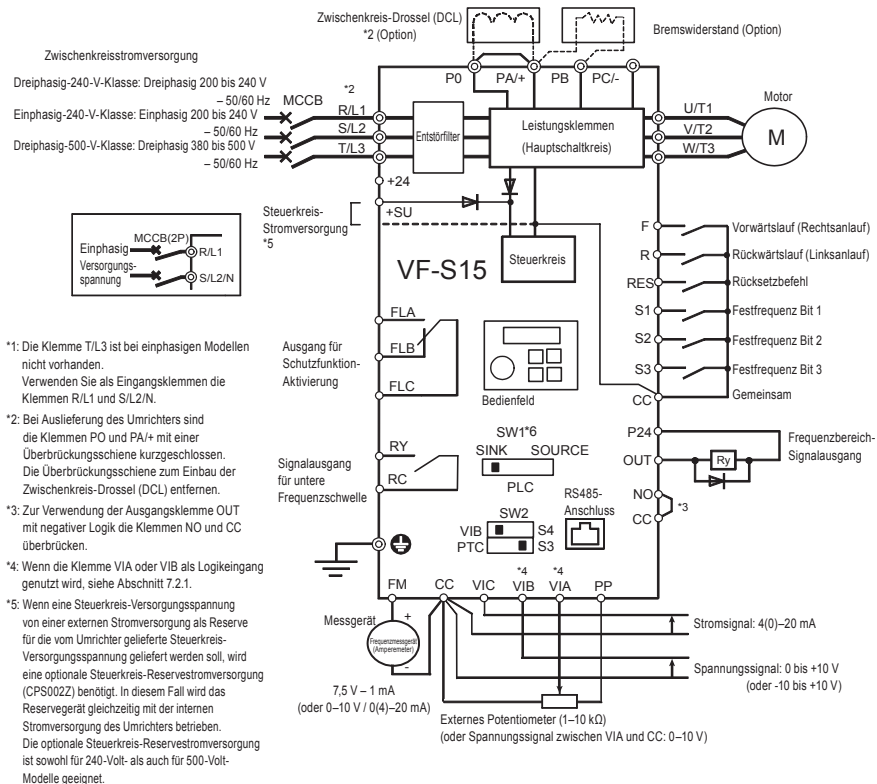 Zwischenkreis-Drossel (DCL)
*2 (Option)
Bremswiderstand (Option)
Zwischenkreisstromversorgung
P0
PA/+
PB
PC/-
Dreiphasig-240-V-Klasse: Dreiphasig 200 bis 240 V
– 50/60 Hz
MCCB
*2
Einphasig-240-V-Klasse: Einphasig 200 bis 240 V
– 50/60 Hz
Dreiphasig-500-V-Klasse: Dreiphasig 380 bis 500 V
– 50/60 Hz
R/L1
S/L2
T/L3
Entstörfilter
Leistungsklemmen
(Hauptschaltkreis)
U/T1
V/T2
W/T3
Motor
M
+24
Steuerkreis-
Stromversorgung
*5
+SU
Steuerkreis
VF-S15
MCCB(2P)
Einphasig
Versorgungs-
spannung
R/L1
S/L2/N
F
Vorwärtslauf (Rechtsanlauf)
R
Rückwärtslauf (Linksanlauf)
RES
Rücksetzbefehl
S1
Festfrequenz Bit 1
S2
Festfrequenz Bit 2
S3
Festfrequenz Bit 3
CC
Gemeinsam
FLA
FLB
FLC
Ausgang für
Schutzfunktion-
Aktivierung
Bedienfeld
*1: Die Klemme T/L3 ist bei einphasigen Modellen
nicht vorhanden.
Verwenden Sie als Eingangsklemmen die
Klemmen R/L1 und S/L2/N.
*2: Bei Auslieferung des Umrichters sind
die Klemmen PO und PA/+ mit einer
Überbrückungsschiene kurzgeschlossen.
Die Überbrückungsschiene zum Einbau der
Zwischenkreis-Drossel (DCL) entfernen.
*3: Zur Verwendung der Ausgangsklemme OUT
mit negativer Logik die Klemmen NO und CC
überbrücken.
*4: Wenn die Klemme VIA oder VIB als Logikeingang
genutzt wird, siehe Abschnitt 7.2.1.
*5: Wenn eine Steuerkreis-Versorgungsspannung
von einer externen Stromversorgung als Reserve
für die vom Umrichter gelieferte Steuerkreis-
Versorgungsspannung geliefert werden soll, wird
eine optionale Steuerkreis-Reservestromversorgung
(CPS002Z) benötigt. In diesem Fall wird das
Reservegerät gleichzeitig mit der internen
Stromversorgung des Umrichters betrieben.
Die optionale Steuerkreis-Reservestromversorgung
ist sowohl für 240-Volt- als auch für 500-Volt-
Modelle geeignet.
RY
RC
Signalausgang
für untere
Frequenzschwelle
SW1*6
SINK
SOURCE
PLC
SW2
VIB
S4
PTC
S3
RS485-
Anschluss
P24
OUT
Ry
Frequenzbereich-
Signalausgang
NO
CC
*3
FM
CC
VIC
*4
VIB
*4
VIA
PP
Messgerät
+
Frequenzmessgerät
(Amperemeter)
-
7,5 V – 1 mA
(oder 0–10 V / 0(4)–20 mA)
Stromsignal: 4(0)–20 mA
Spannungssignal: 0 bis +10 V
(oder -10 bis +10 V)
Externes Potentiometer (1–10 kΩ)
(oder Spannungssignal zwischen VIA und CC: 0–10 V)